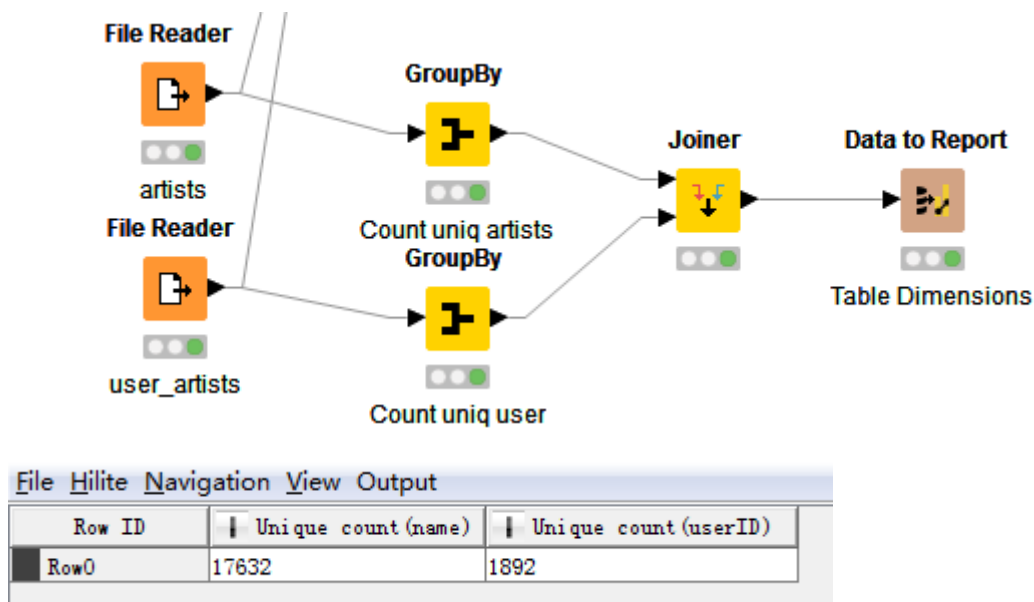 File Reader
artists
File Reader
user_artists
GroupBy
Count uniq artists
GroupBy
Count uniq user
Joiner
Data to Report
Table Dimensions
File Hilite Navigation View Output
Row ID Unique count(name) Unique count(userID)
Row0 17632 1892